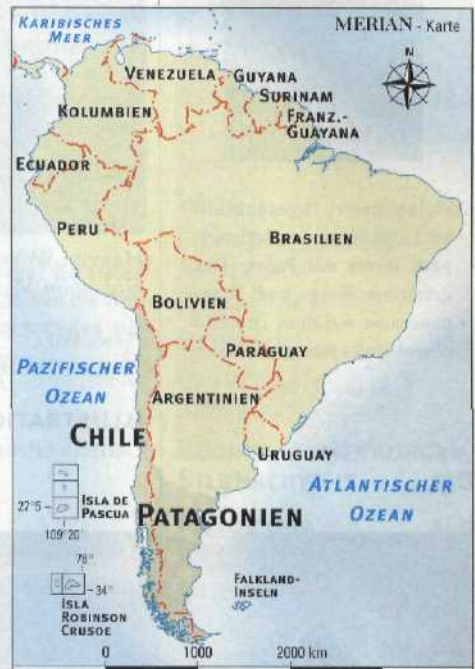 KARIBISCHES
MEER
MERIAN - Karte
N
VENEZUELA
GUYANA
SURINAM
FRANZ.-
GUAYANA
KOLUMBIEN
ECUADOR
PERU
BRASILIEN
BOLIVIEN
PARAGUAY
PAZIFISCHER
OZEAN
ARGENTINIEN
CHILE
URUGUAY
ATLANTISCHER
OZEAN
22°5
ISLA DE
PASCUA
109°20
PATAGONIEN
78°
34°
ISLA
ROBINSON
CRUSOE
FALKLAND-
INSELN
0 1000 2000 km